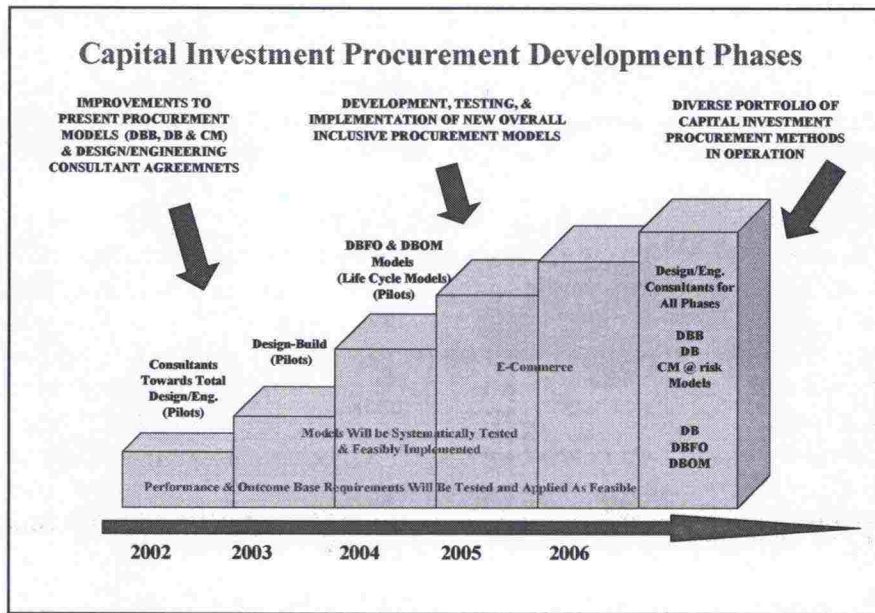 Capital Investment Procurement Development Phases
IMPROVEMENTS TO
PRESENT PROCUREMENT
MODELS (DBB, DB & CM)
& DESIGN/ENGINEERING
CONSULTANT AGREEMNETS
DEVELOPMENT, TESTING, &
IMPLEMENTATION OF NEW OVERALL
INCLUSIVE PROCUREMENT MODELS
DIVERSE PORTFOLIO OF
CAPITAL INVESTMENT
PROCUREMENT METHODS
IN OPERATION
Consultants
Towards Total
Design/Eng.
(Pilots)
Design-Build
(Pilots)
DBFO & DBOM
Models
(Life Cycle Models)
(Pilots)
E-Commerce
Design/Eng.
Consultants for
All Phases
DBB
DB
CM @ risk
Models
DB
DBFO
DBOM
Models Will be Systematically Tested
& Feasibly Implemented
Performance & Outcome Base Requirements Will Be Tested and Applied As Feasible
2002
2003
2004
2005
2006